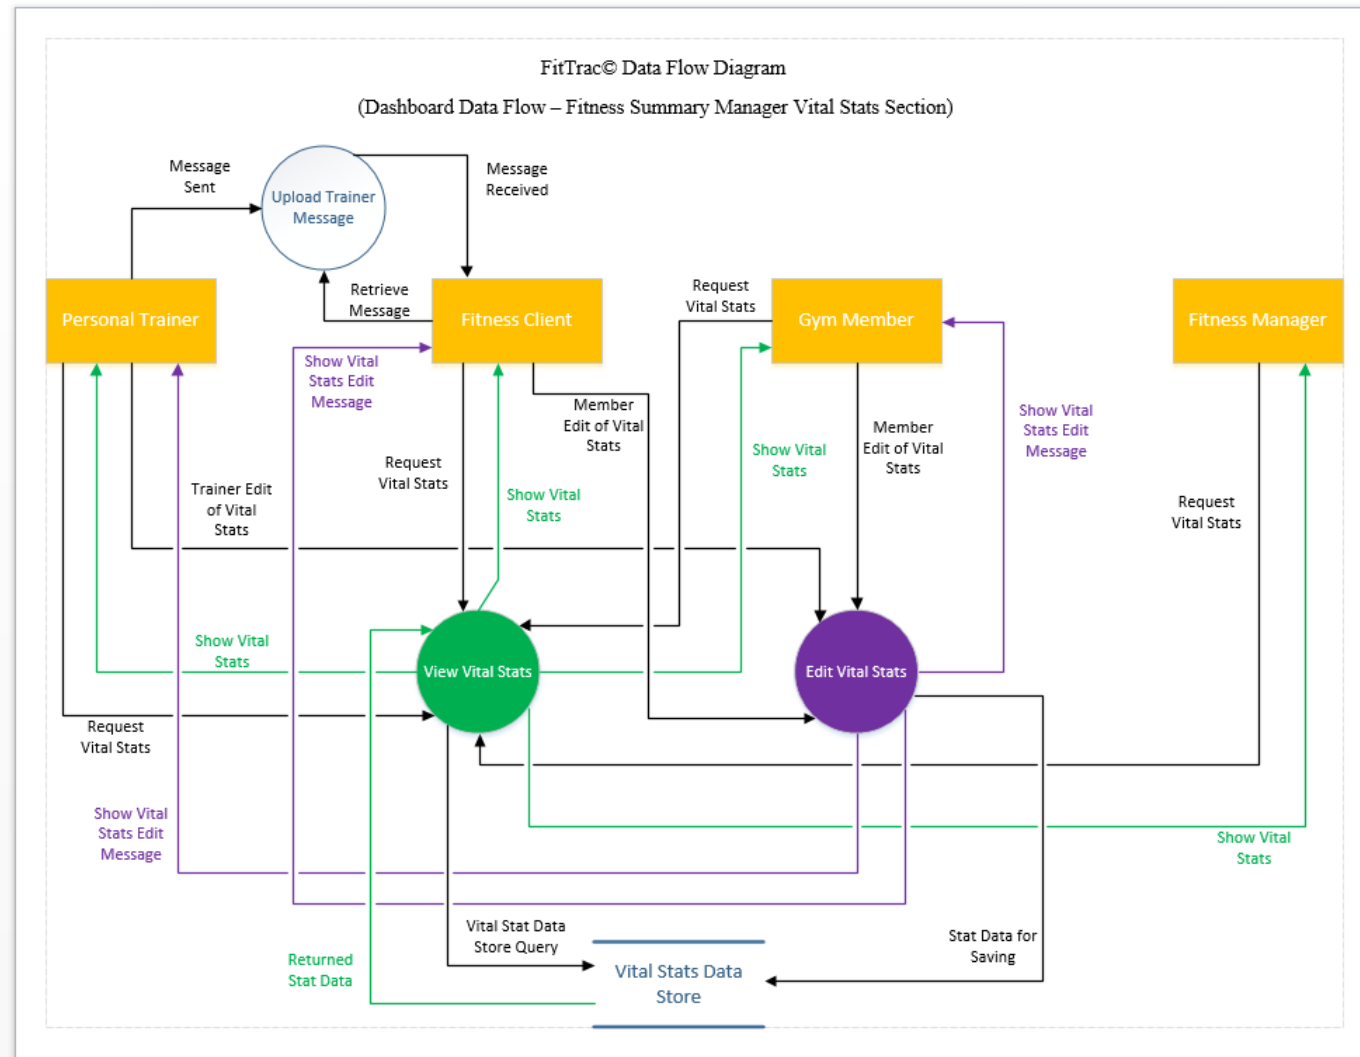 FitTrac© Data Flow Diagram
(Dashboard Data Flow – Fitness Summary Manager Vital Stats Section)
Message
Sent
Upload Trainer
Message
Message
Received
Retrieve
Message
Personal Trainer
Fitness Client
Request
Vital Stats
Gym Member
Fitness Manager
Show Vital
Stats Edit
Message
Member
Edit of Vital
Stats
Member
Edit of Vital
Stats
Show Vital
Stats Edit
Message
Request
Vital Stats
Show Vital
Stats
Trainer Edit
of Vital
Stats
Show Vital
Stats
Request
Vital Stats
Show Vital
Stats
View Vital Stats
Edit Vital Stats
Request
Vital Stats
Show Vital
Stats Edit
Message
Show Vital
Stats
Vital Stat Data
Store Query
Stat Data for
Saving
Returned
Stat Data
Vital Stats Data
Store